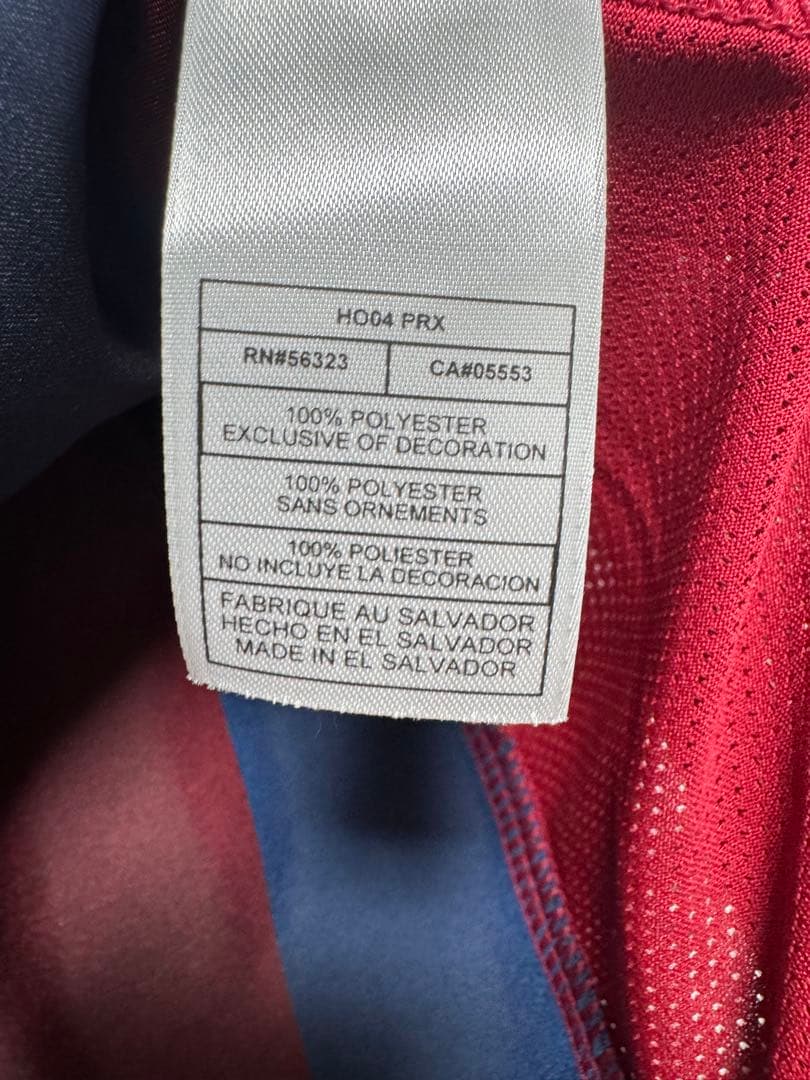 HO04 PRX
RN#56323 CA#05553
100% POLYESTER
EXCLUSIVE OF DECORATION
100% POLYESTER
SANS ORNEMENTS
100% POLIESTER
NO INCLUYE LA DECORACION
FABRIQUE AU SALVADOR
HECHO EN EL SALVADOR
MADE IN EL SALVADOR